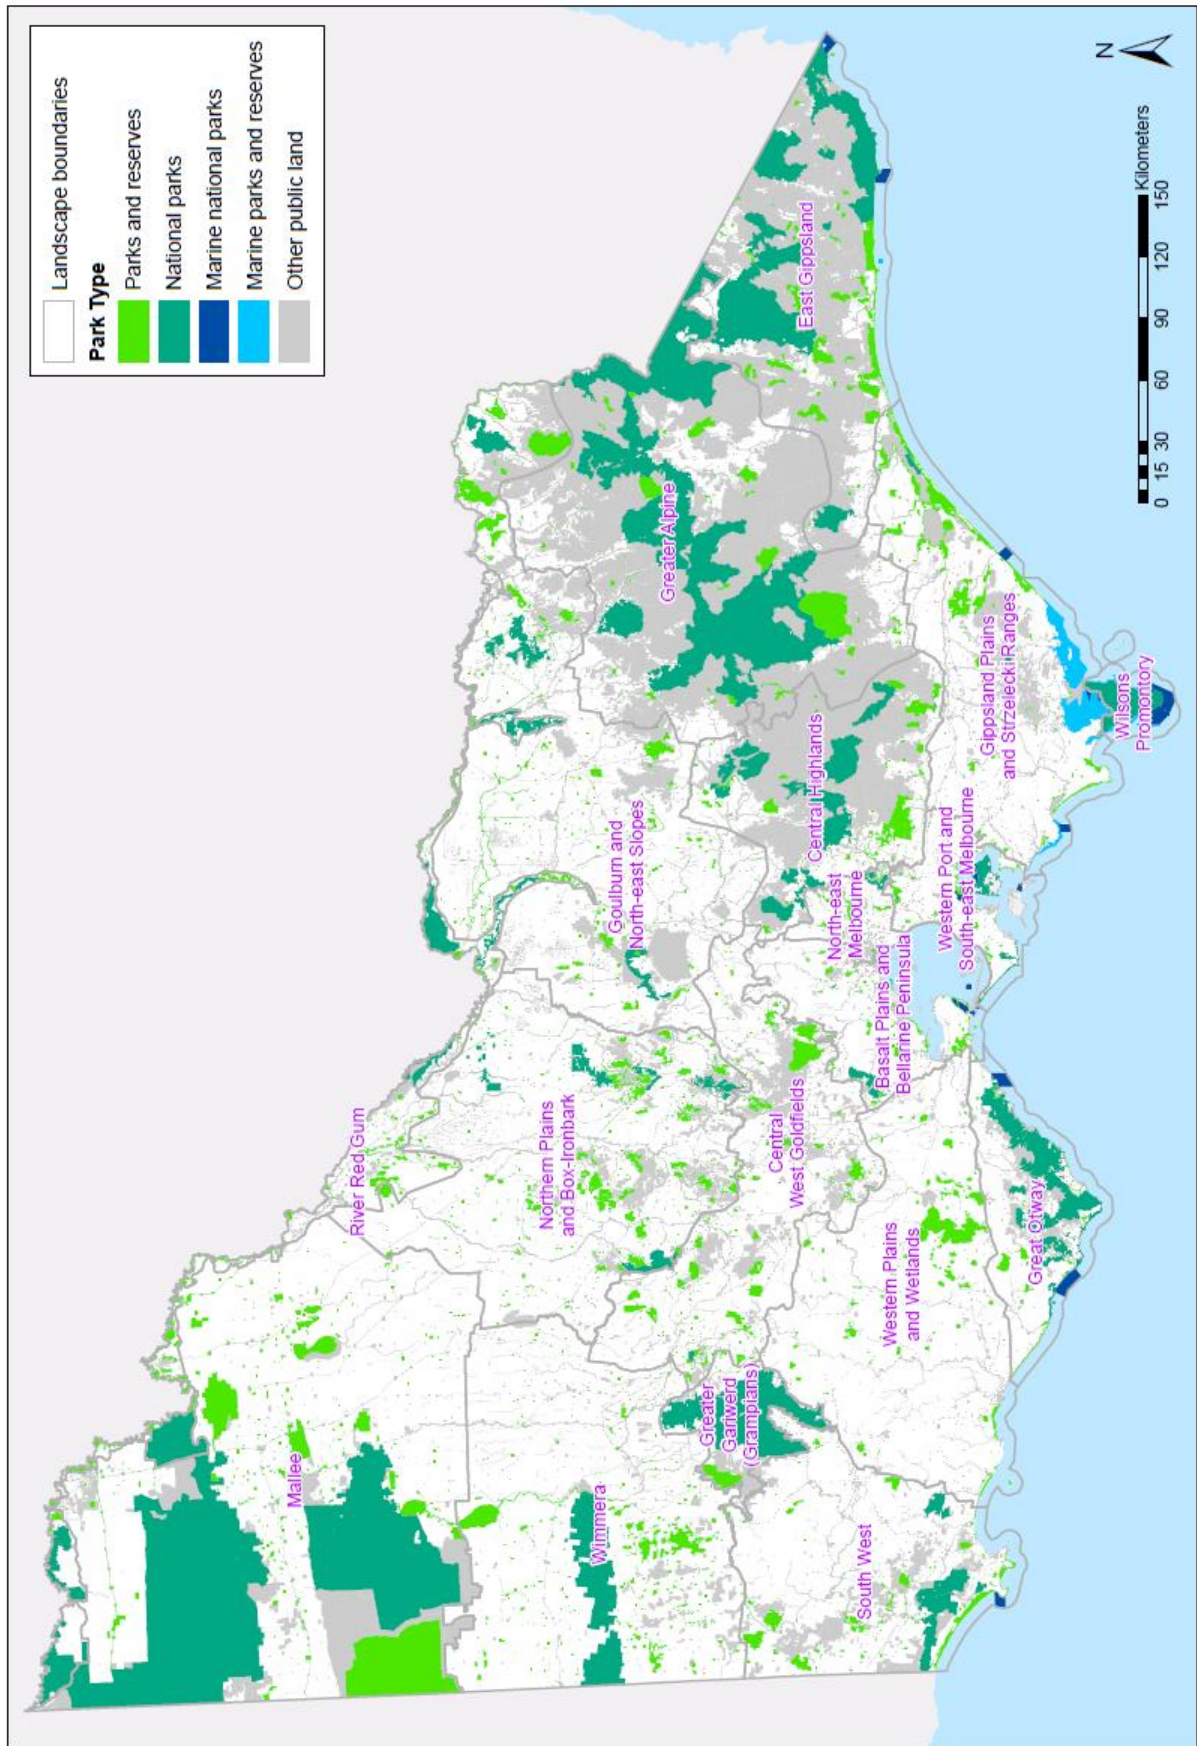 Landscape boundaries
Park Type
Parks and reserves
National parks
Marine national parks
Marine parks and reserves
Other public land
N
0 15 30 60 90 120 150
Kilometers
Mallee
River Red Gum
Wimmera
Northern Plains
and Box-Ironbark
Goulburn and
North-east Slopes
Greater Alpine
East Gippsland
Greater
Gariwerd
(Grampians)
Central
West Goldfields
Central Highlands
North-east
Melbourne
South West
Western Plains
and Wetlands
Basalt Plains and
Bellarine Peninsula
Western Port and
South-east Melbourne
Gippsland Plains
and Strzelecki Ranges
Great Otway
Wilsons
Promontory